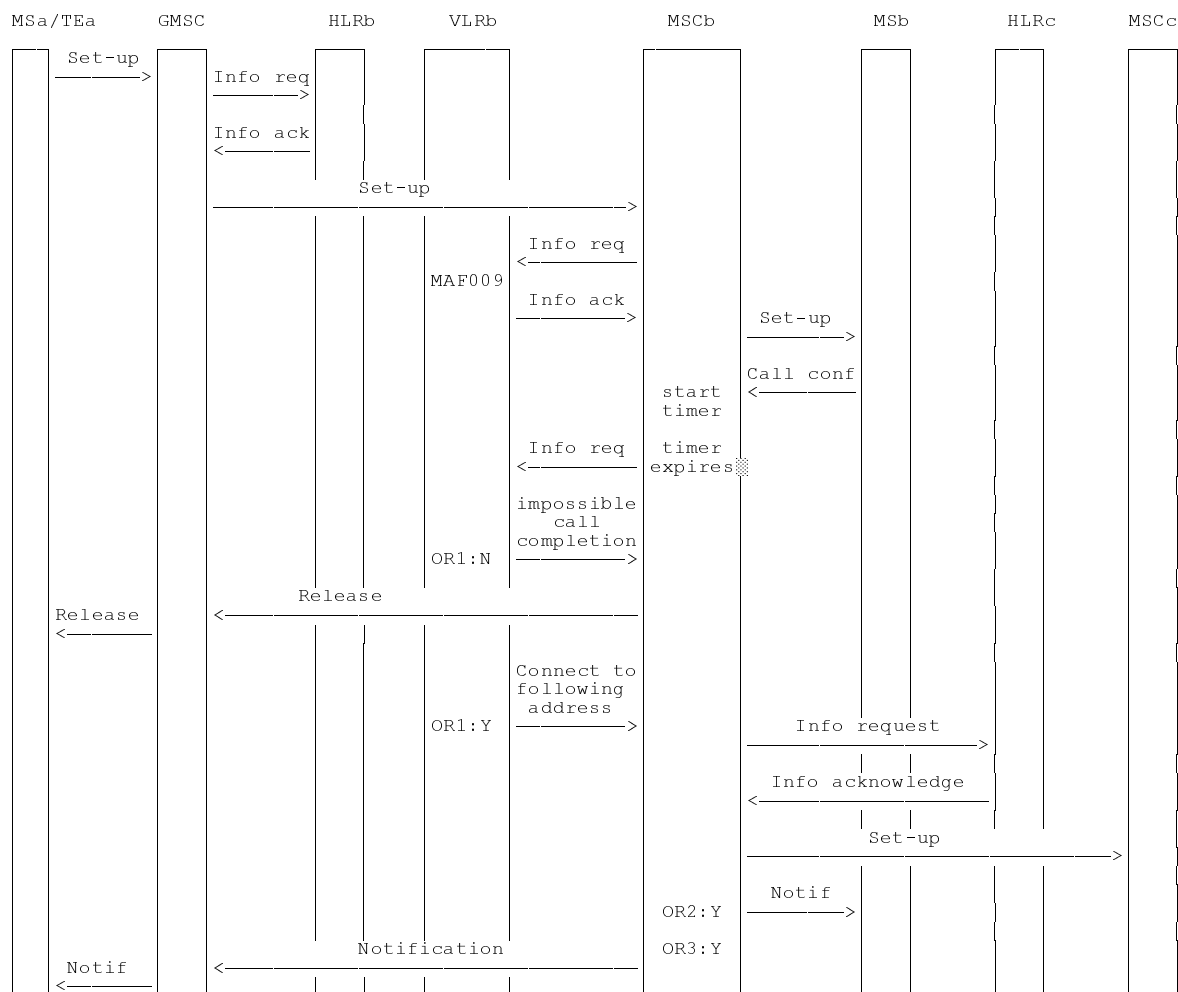 MSa/TEa GMSC HLRb VLRb MSCb MSb HLRc MSCc
Set-up
Info req
Info ack
Set-up
Info req
MAF009
Info ack
Set-up
Call conf
start
timer
Info req timer
expires
impossible
call
completion
OR1:N
Release
Release
Connect to
following
address
OR1:Y Info request
Info acknowledge
Set-up
Notif
OR2:Y
Notification OR3:Y
Notif